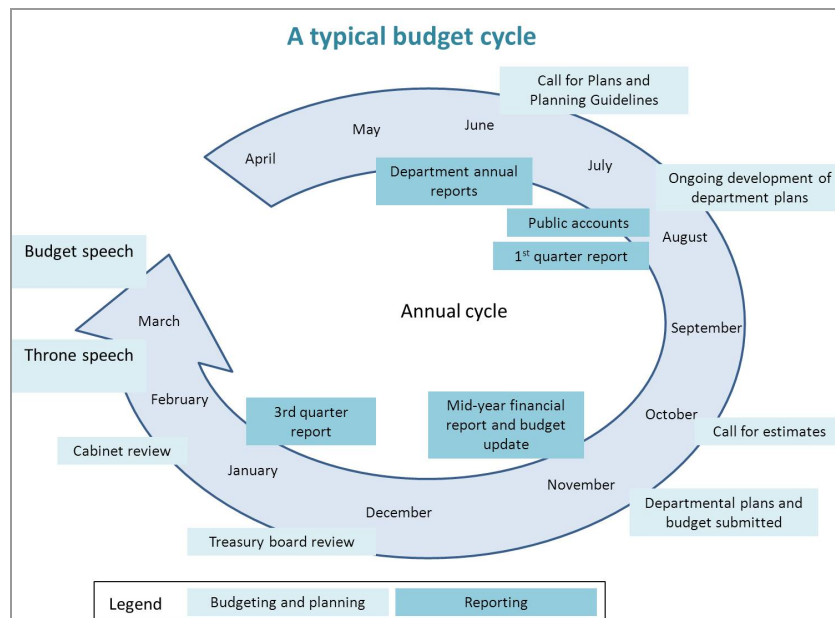 A typical budget cycle
Call for Plans and
Planning Guidelines
June
May
April
July
Department annual
reports
Ongoing development of
department plans
Public accounts
August
1st quarter report
Budget speech
Annual cycle
March
September
Throne speech
February
3rd quarter
report
Mid-year financial
report and budget
update
October
Call for estimates
Cabinet review
January
November
December
Departmental plans and
budget submitted
Treasury board review
Legend
Budgeting and planning
Reporting